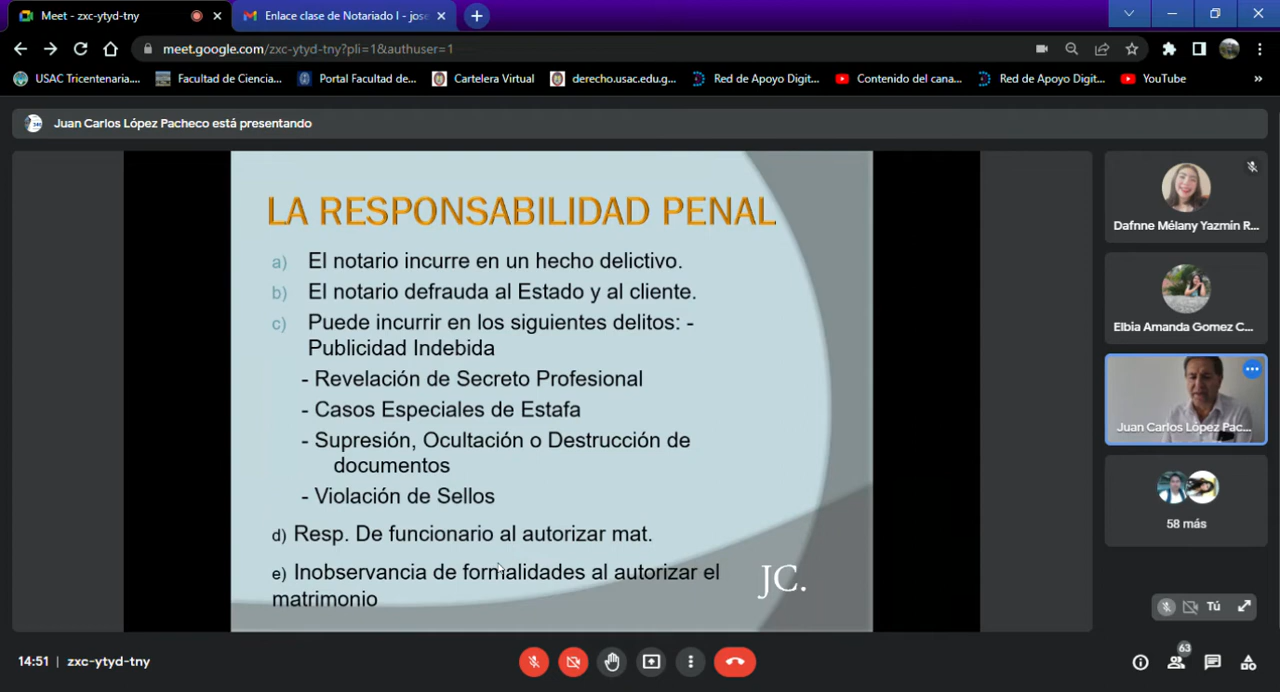 Meet - zxc-ytyd-tny
Enlace clase de Notariado I - jose
meet.google.com/zxc-ytyd-tny?pli=1&authuser=1
USAC Tricentenaria....
Facultad de Ciencia...
Portal Facultad de...
Cartelera Virtual
derecho.usac.edu.g...
Red de Apoyo Digit...
Contenido del cana...
Red de Apoyo Digit...
YouTube
»
Juan Carlos López Pacheco está presentando
LA RESPONSABILIDAD PENAL
a) El notario incurre en un hecho delictivo.
b) El notario defrauda al Estado y al cliente.
c) Puede incurrir en los siguientes delitos: -
Publicidad Indebida
- Revelación de Secreto Profesional
- Casos Especiales de Estafa
- Supresión, Ocultación o Destrucción de
documentos
- Violación de Sellos
d) Resp. De funcionario al autorizar mat.
e) Inobservancia de formalidades al autorizar el
matrimonio
JC.
Dafnne Mélany Yazmín R...
Elbia Amanda Gomez C...
Juan Carlos López Pac...
58 más
Tú
14:51 | zxc-ytyd-tny
63